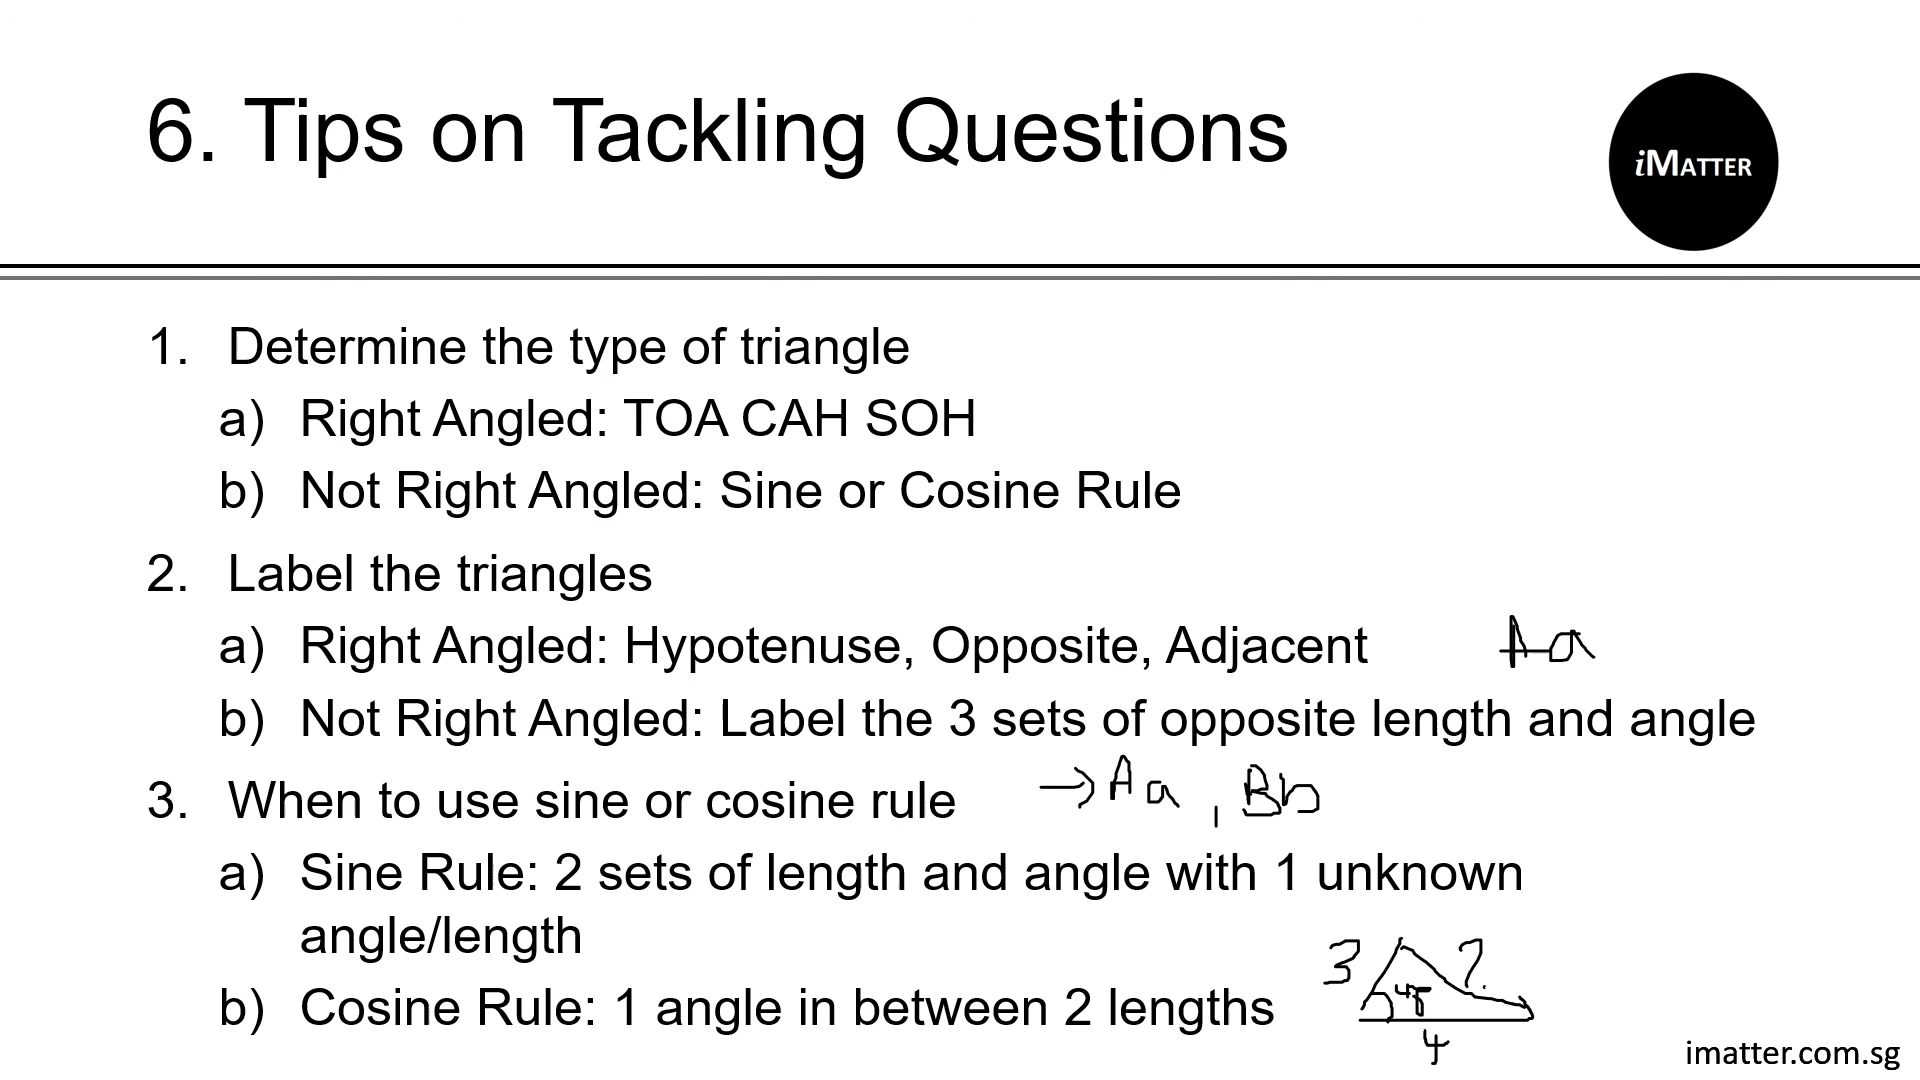 6. Tips on Tackling Questions
iMATTER
1. Determine the type of triangle
a) Right Angled: TOA CAH SOH
b) Not Right Angled: Sine or Cosine Rule
2. Label the triangles
a) Right Angled: Hypotenuse, Opposite, Adjacent
A a
b) Not Right Angled: Label the 3 sets of opposite length and angle
3. When to use sine or cosine rule
→ A a , B b
a) Sine Rule: 2 sets of length and angle with 1 unknown
angle/length
b) Cosine Rule: 1 angle in between 2 lengths
3 ?
4
imatter.com.sg